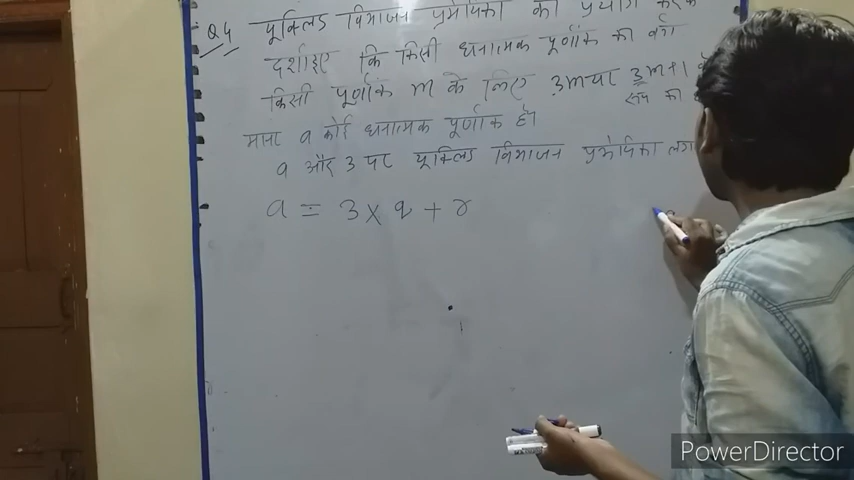 Q4 यूक्लिड विभाजन प्रमेयिका का प्रयोग करके
दर्शाइए कि किसी धनात्मक पूर्णांक का वर्ग
किसी पूर्णांक m के लिए 3m या 3m+1 के
रूप का
माना a कोई धनात्मक पूर्णांक है।
a और 3 पर यूक्लिड विभाजन प्रमेयिका लगा
a = 3 × q + r
PowerDirector